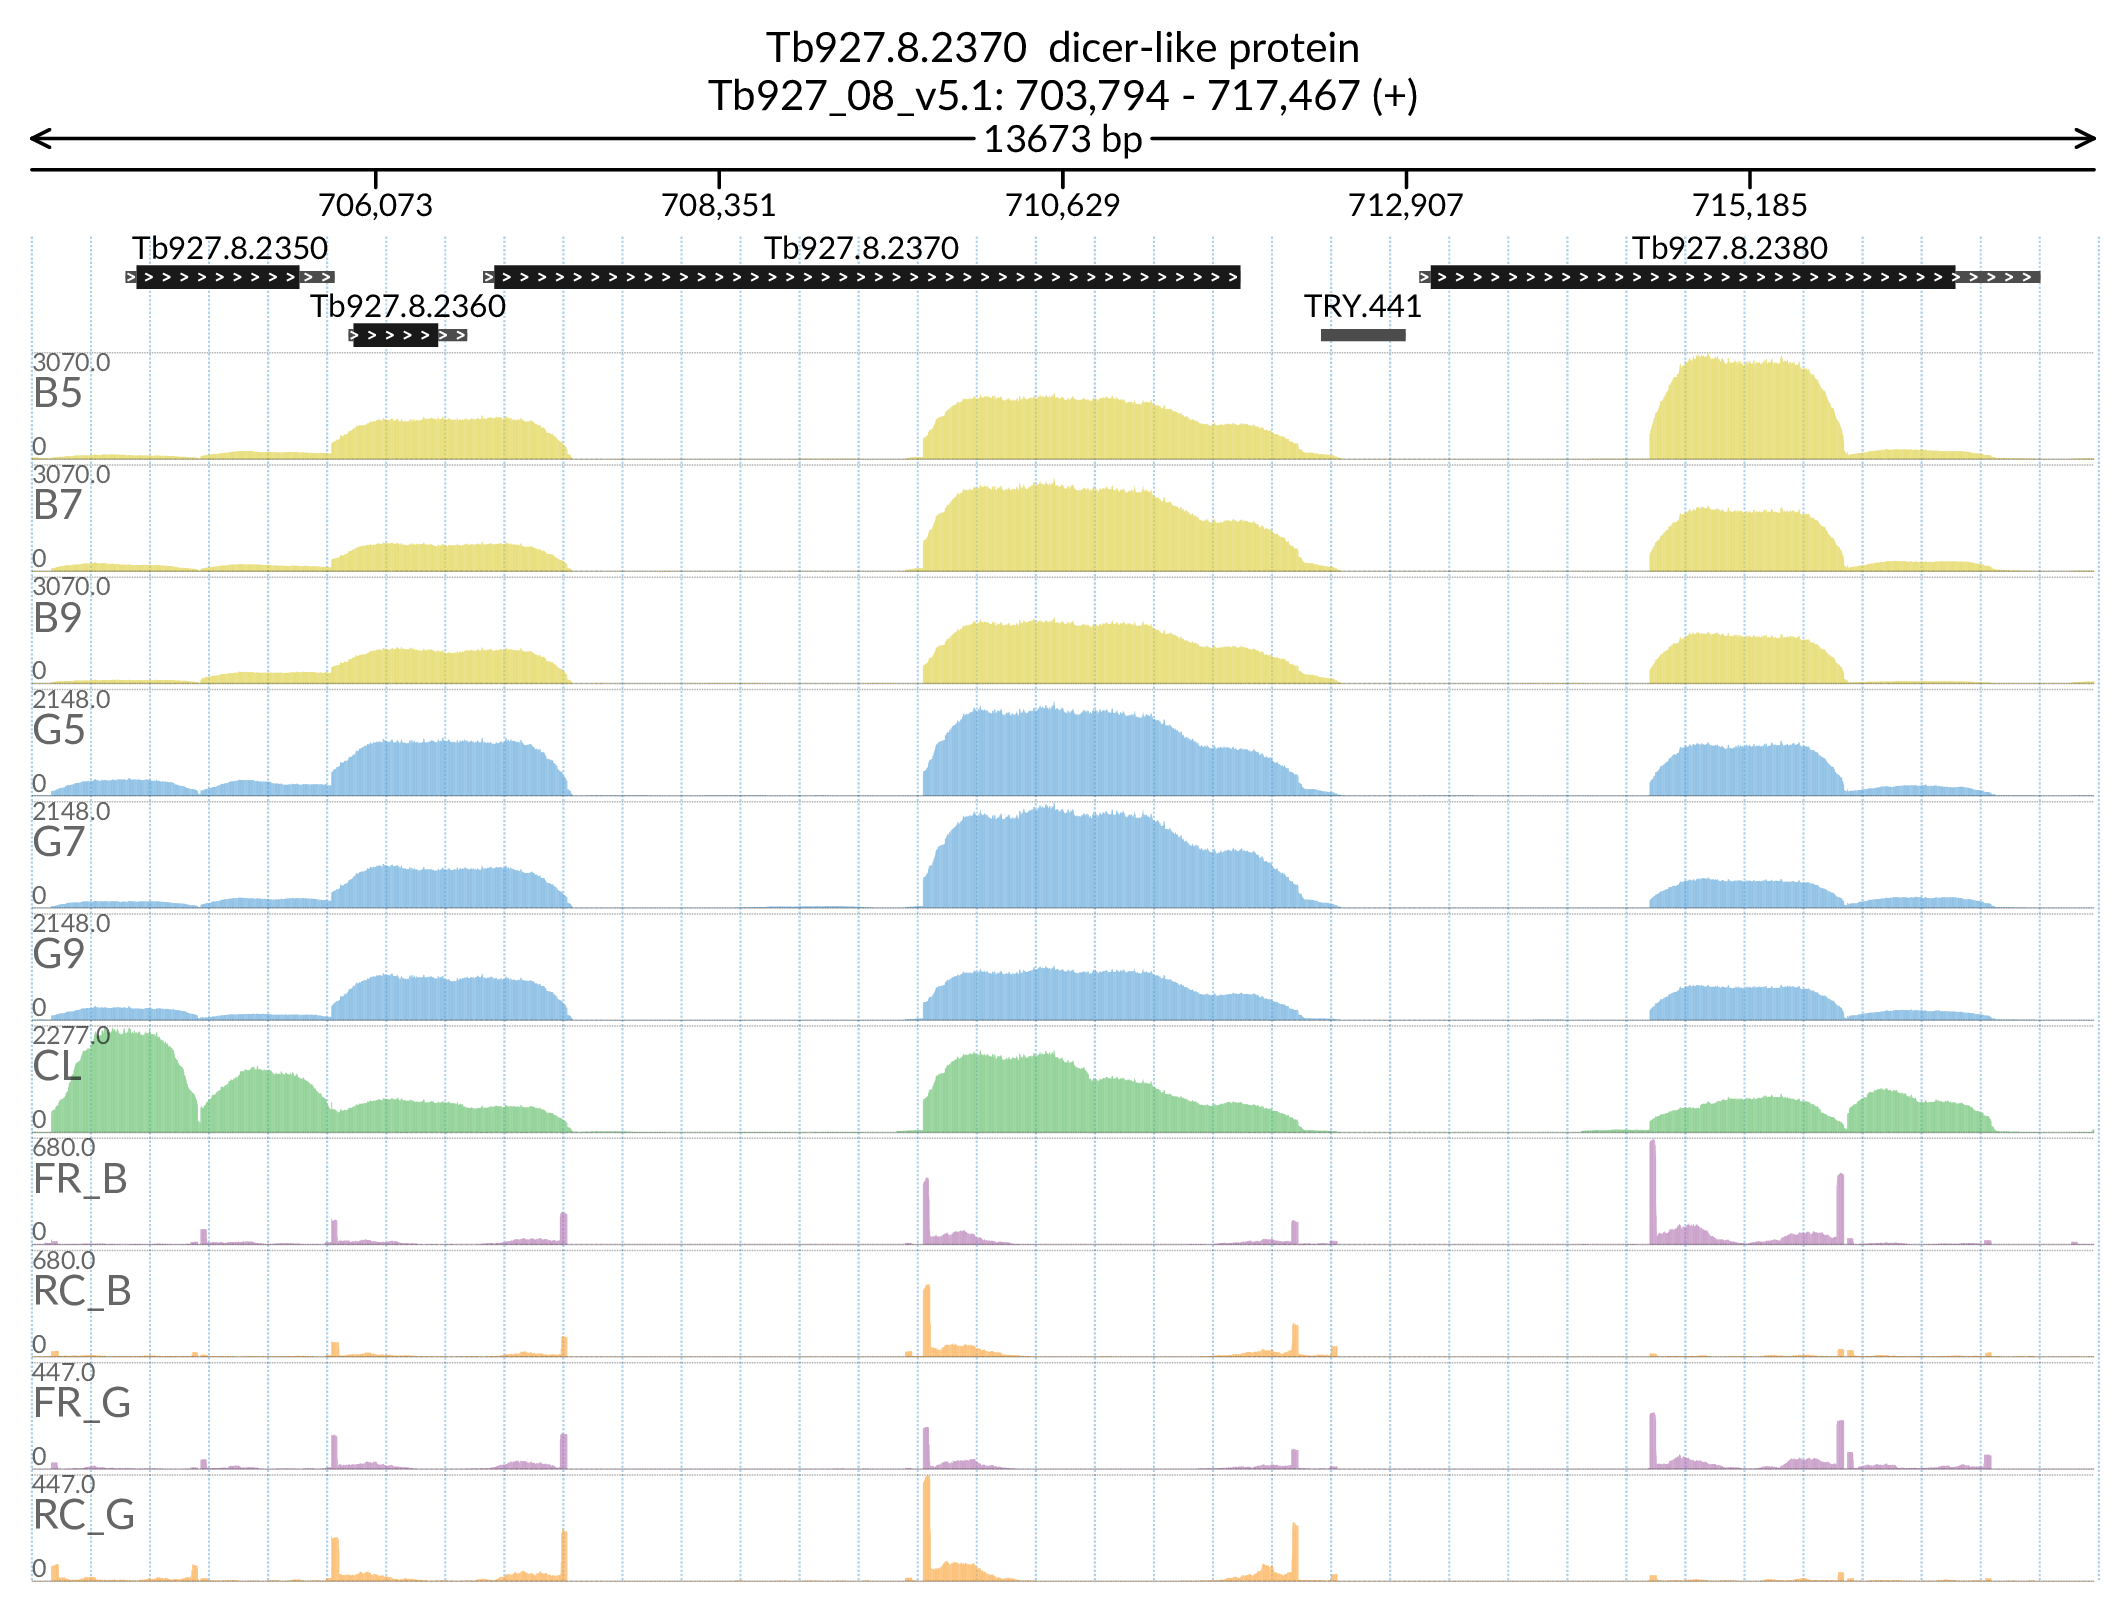 Tb927.8.2370  dicer-like protein
Tb927_08_v5.1: 703,794 - 717,467 (+)
13673 bp
706,073 708,351 710,629 712,907 715,185
Tb927.8.2350 Tb927.8.2370 Tb927.8.2380
Tb927.8.2360 TRY.441
3070.0
B5
0
3070.0
B7
0
3070.0
B9
0
2148.0
G5
0
2148.0
G7
0
2148.0
G9
0
2277.0
CL
0
680.0
FR_B
0
680.0
RC_B
0
447.0
FR_G
0
447.0
RC_G
0